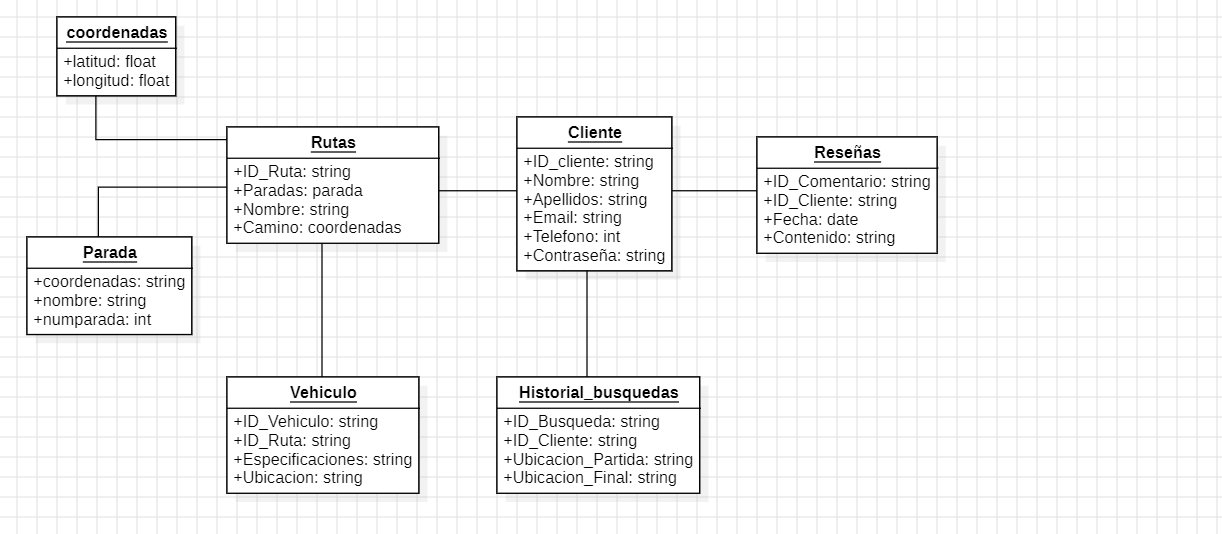 coordenadas
+latitud: float
+longitud: float
Rutas
+ID_Ruta: string
+Paradas: parada
+Nombre: string
+Camino: coordenadas
Cliente
+ID_cliente: string
+Nombre: string
+Apellidos: string
+Email: string
+Telefono: int
+Contraseña: string
Reseñas
+ID_Comentario: string
+ID_Cliente: string
+Fecha: date
+Contenido: string
Parada
+coordenadas: string
+nombre: string
+numparada: int
Vehiculo
+ID_Vehiculo: string
+ID_Ruta: string
+Especificaciones: string
+Ubicacion: string
Historial_busquedas
+ID_Busqueda: string
+ID_Cliente: string
+Ubicacion_Partida: string
+Ubicacion_Final: string